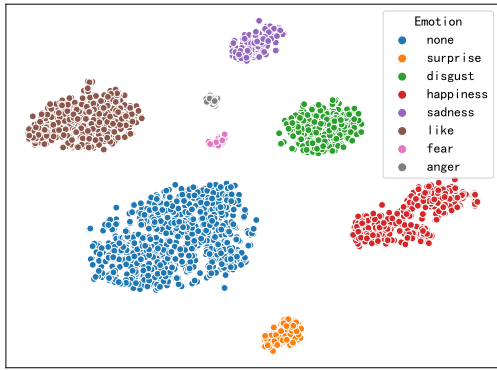 Emotion
none
surprise
disgust
happiness
sadness
like
fear
anger